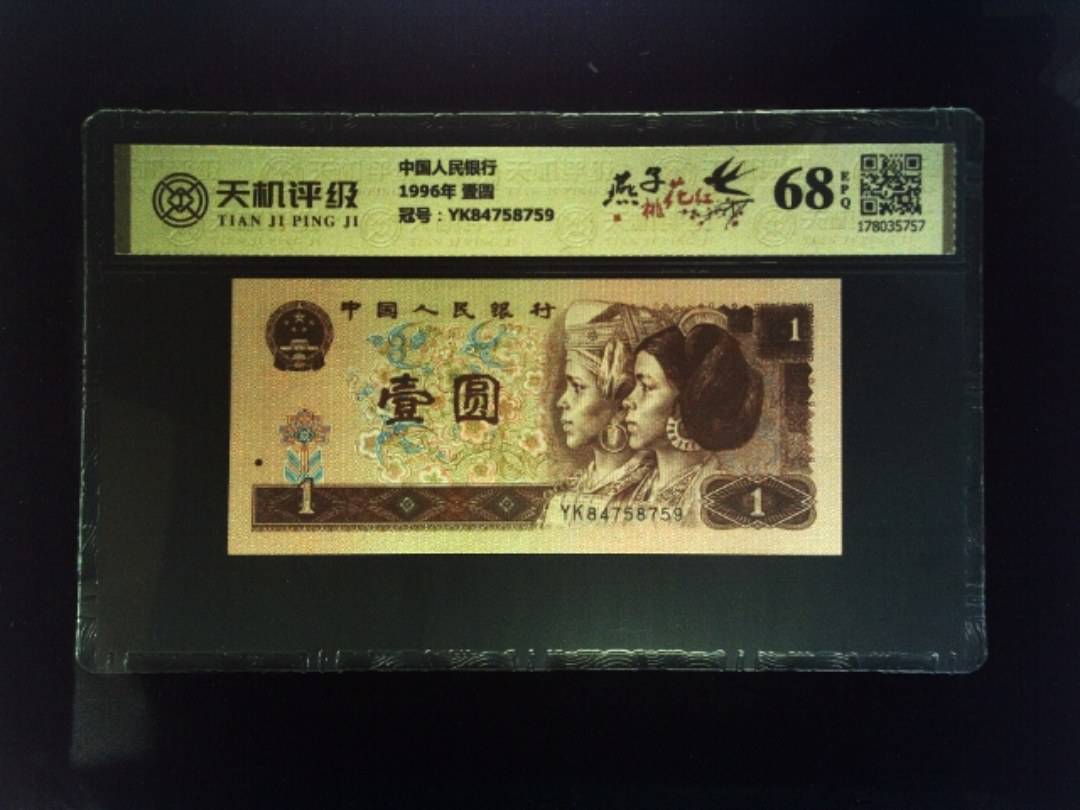 天机评级
TIAN JI PING JI
中国人民银行
1996年 壹圆
冠号：YK84758759
燕子
桃花红
68
EPQ
178035757
中国人民银行
1
壹圆
1
YK84758759
1